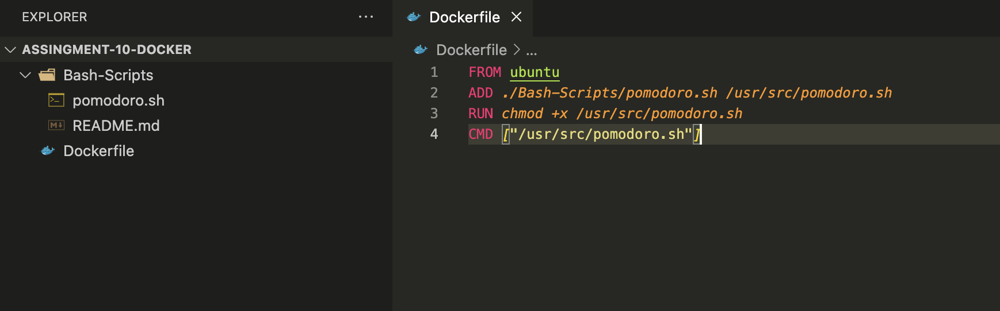 EXPLORER
ASSINGMENT-10-DOCKER
Bash-Scripts
pomodoro.sh
README.md
Dockerfile
Dockerfile
Dockerfile > ...
1 FROM ubuntu
2 ADD ./Bash-Scripts/pomodoro.sh /usr/src/pomodoro.sh
3 RUN chmod +x /usr/src/pomodoro.sh
4 CMD ["/usr/src/pomodoro.sh"]